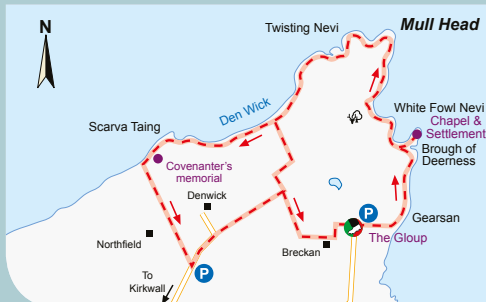 N
Twisting Nevi
Mull Head
Den Wick
White Fowl Nevi
Chapel &
Settlement
Brough of
Deerness
Scarva Taing
Covenanter's
memorial
Denwick
P
Gearsan
Northfield
The Gloup
Breckan
To
Kirkwall
P